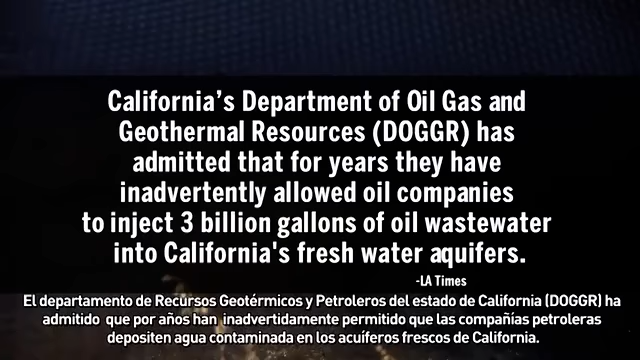 California's Department of Oil Gas and
Geothermal Resources (DOGGR) has
admitted that for years they have
inadvertently allowed oil companies
to inject 3 billion gallons of oil wastewater
into California's fresh water aquifers.
-LA Times
El departamento de Recursos Geotérmicos y Petroleros del estado de California (DOGGR) ha
admitido que por años han inadvertidamente permitido que las compañías petroleras
depositen agua contaminada en los acuíferos frescos de California.